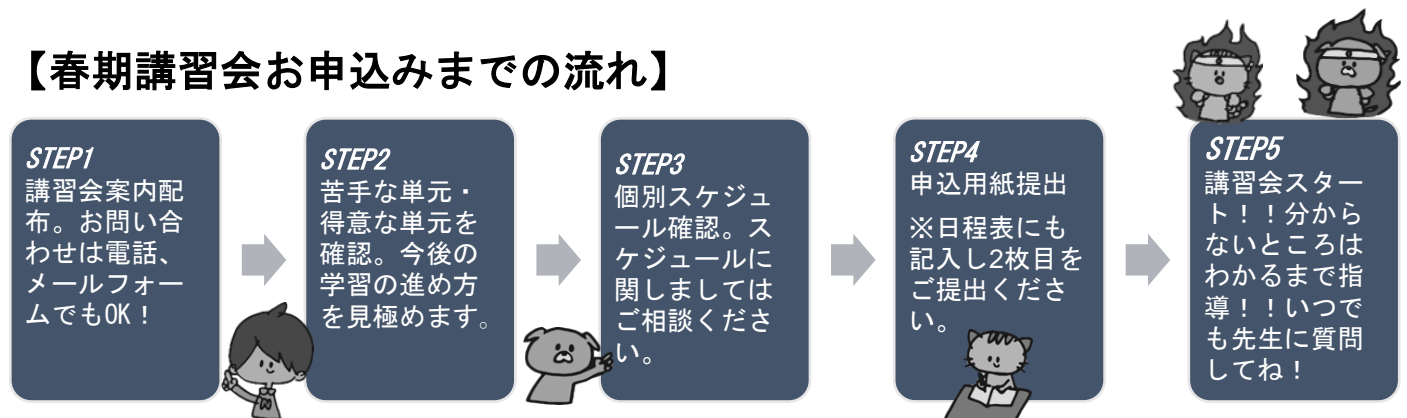 【春期講習会お申込みまでの流れ】
STEP1
講習会案内配
布。お問い合
わせは電話、
メールフォー
ムでもOK！
STEP2
苦手な単元・
得意な単元を
確認。今後の
学習の進め方
を見極めます。
STEP3
個別スケジュ
ール確認。ス
ケジュールに
関しましては
ご相談くださ
い。
STEP4
申込用紙提出
※日程表にも
記入し2枚目を
ご提出くださ
い。
STEP5
講習会スター
ト！！分から
ないところは
わかるまで指
導！！いつで
も先生に質問
してね！